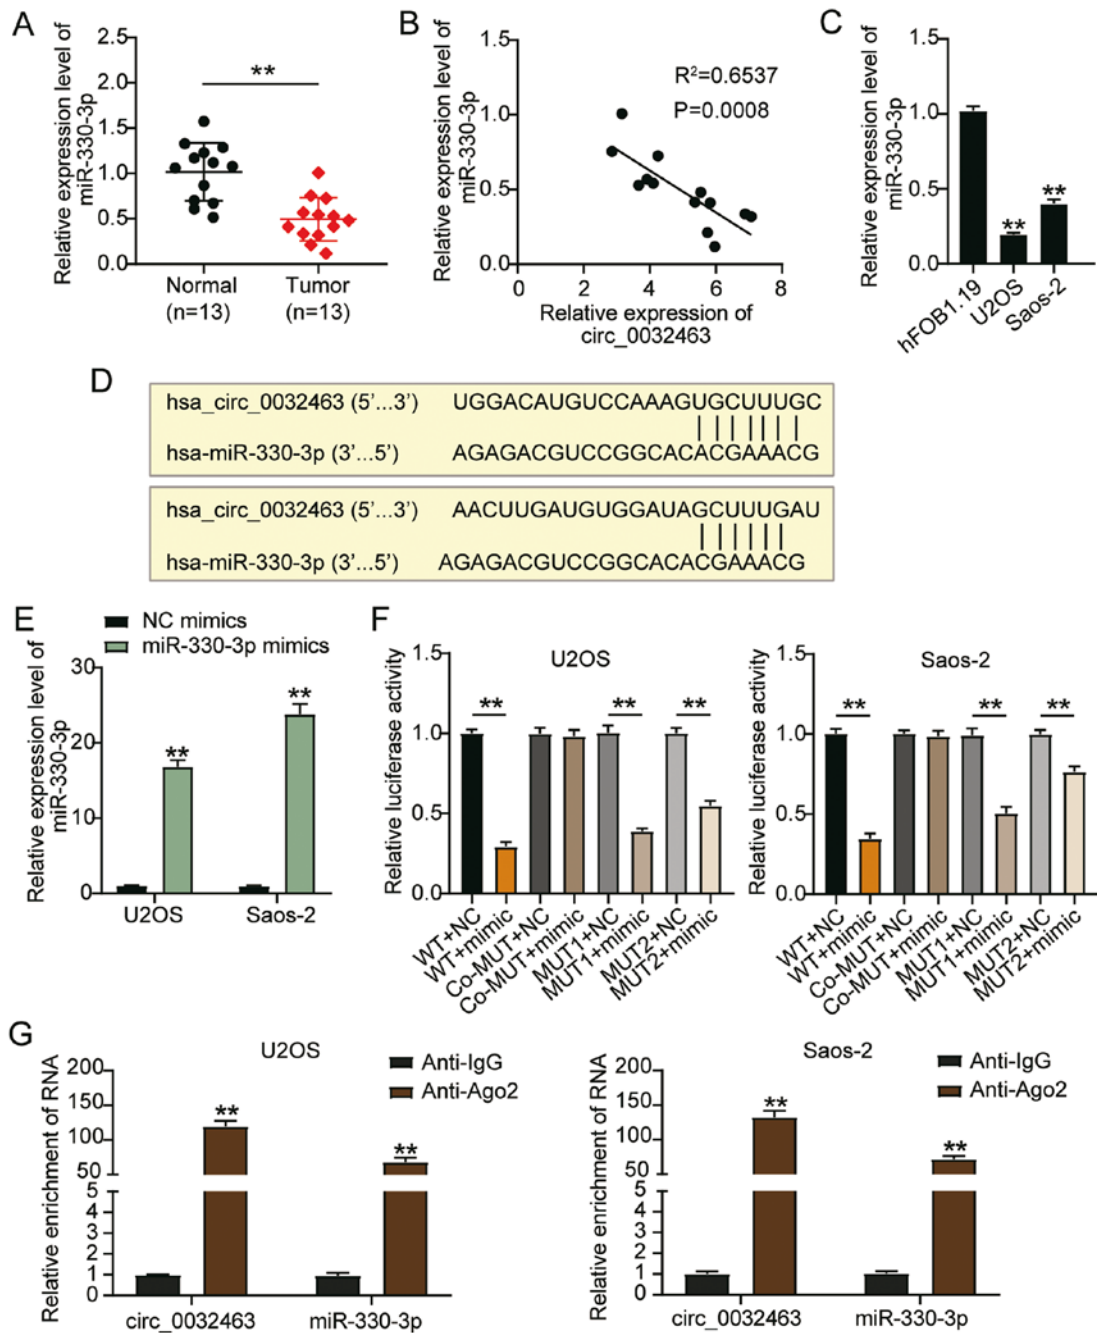 A
Relative expression level of
miR-330-3p
2.5
2.0
1.5
1.0
0.5
0.0
**
Normal
(n=13)
Tumor
(n=13)
B
Relative expression level of
miR-330-3p
1.5
1.0
0.5
0.0
R²=0.6537
P=0.0008
0
2
4
6
8
Relative expression of
circ_0032463
C
Relative expression level of
miR-330-3p
1.5
1.0
0.5
0.0
**
**
hFOB1.19
U2OS
Saos-2
D
hsa_circ_0032463 (5'...3') UGGACAUGUCCAAAGUGCUUUGC
hsa-miR-330-3p (3'...5') AGAGACGUCCGGCACACGAAACG
hsa_circ_0032463 (5'...3') AACUUGAUGUGGAUAGCUUUGAU
hsa-miR-330-3p (3'...5') AGAGACGUCCGGCACACGAAACG
E
NC mimics
miR-330-3p mimics
Relative expression level of
miR-330-3p
30
20
10
0
**
**
U2OS
Saos-2
F
U2OS
Relative luciferase activity
1.5
1.0
0.5
0.0
**
**
**
WT+NC
WT+mimic
Co-MUT+NC
Co-MUT+mimic
MUT1+NC
MUT1+mimic
MUT2+NC
MUT2+mimic
Saos-2
Relative luciferase activity
1.5
1.0
0.5
0.0
**
**
**
WT+NC
WT+mimic
Co-MUT+NC
Co-MUT+mimic
MUT1+NC
MUT1+mimic
MUT2+NC
MUT2+mimic
G
U2OS
Anti-IgG
Anti-Ago2
Relative enrichment of RNA
200
150
100
50
5
4
3
2
1
0
**
**
circ_0032463
miR-330-3p
Saos-2
Anti-IgG
Anti-Ago2
Relative enrichment of RNA
200
150
100
50
5
4
3
2
1
0
**
**
circ_0032463
miR-330-3p